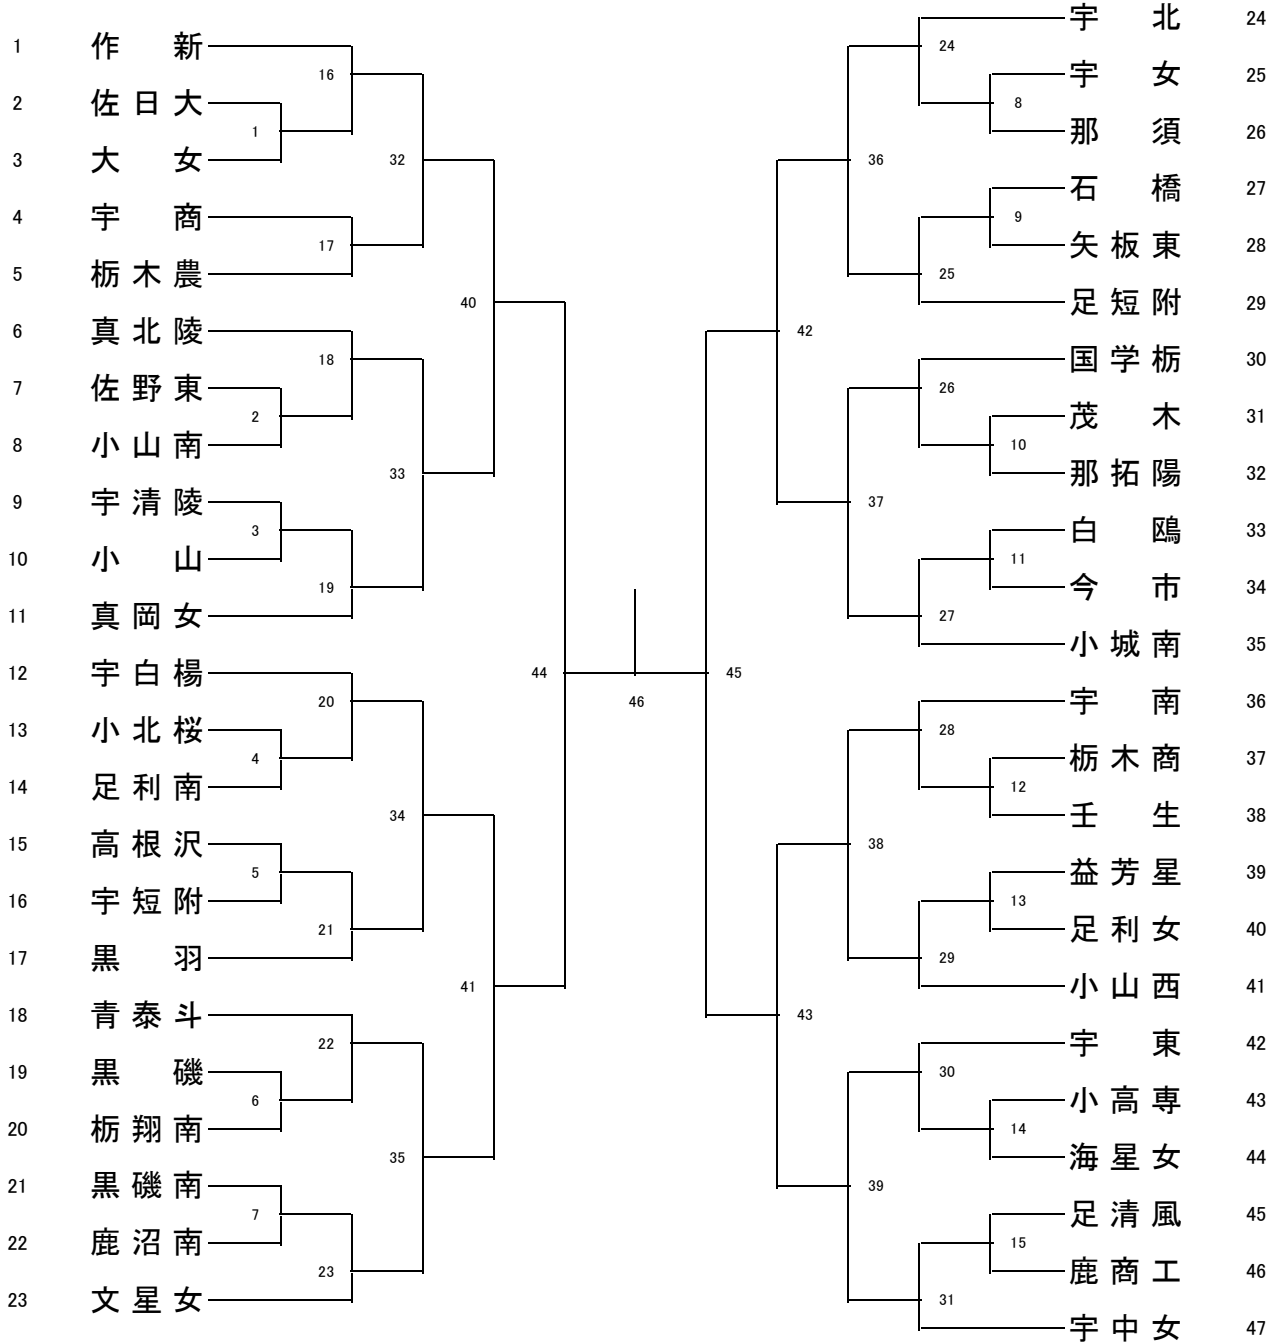 1 作新
2 佐日大
3 大女
4 宇商
5 栃木農
6 真北陵
7 佐野東
8 小山南
9 宇清陵
10 小山
11 真岡女
12 宇白楊
13 小北桜
14 足利南
15 高根沢
16 宇短附
17 黒羽
18 青泰斗
19 黒磯
20 栃翔南
21 黒磯南
22 鹿沼南
23 文星女
1
2
3
4
5
6
7
16
17
18
19
20
21
22
23
32
33
34
35
40
41
44
46
45
42
43
36
37
38
39
24
25
26
27
28
29
30
31
8
9
10
11
12
13
14
15
宇北 24
宇女 25
那須 26
石橋 27
矢板東 28
足短附 29
国学栃 30
茂木 31
那拓陽 32
白鴎 33
今市 34
小城南 35
宇南 36
栃木商 37
壬生 38
益芳星 39
足利女 40
小山西 41
宇東 42
小高専 43
海星女 44
足清風 45
鹿商工 46
宇中女 47